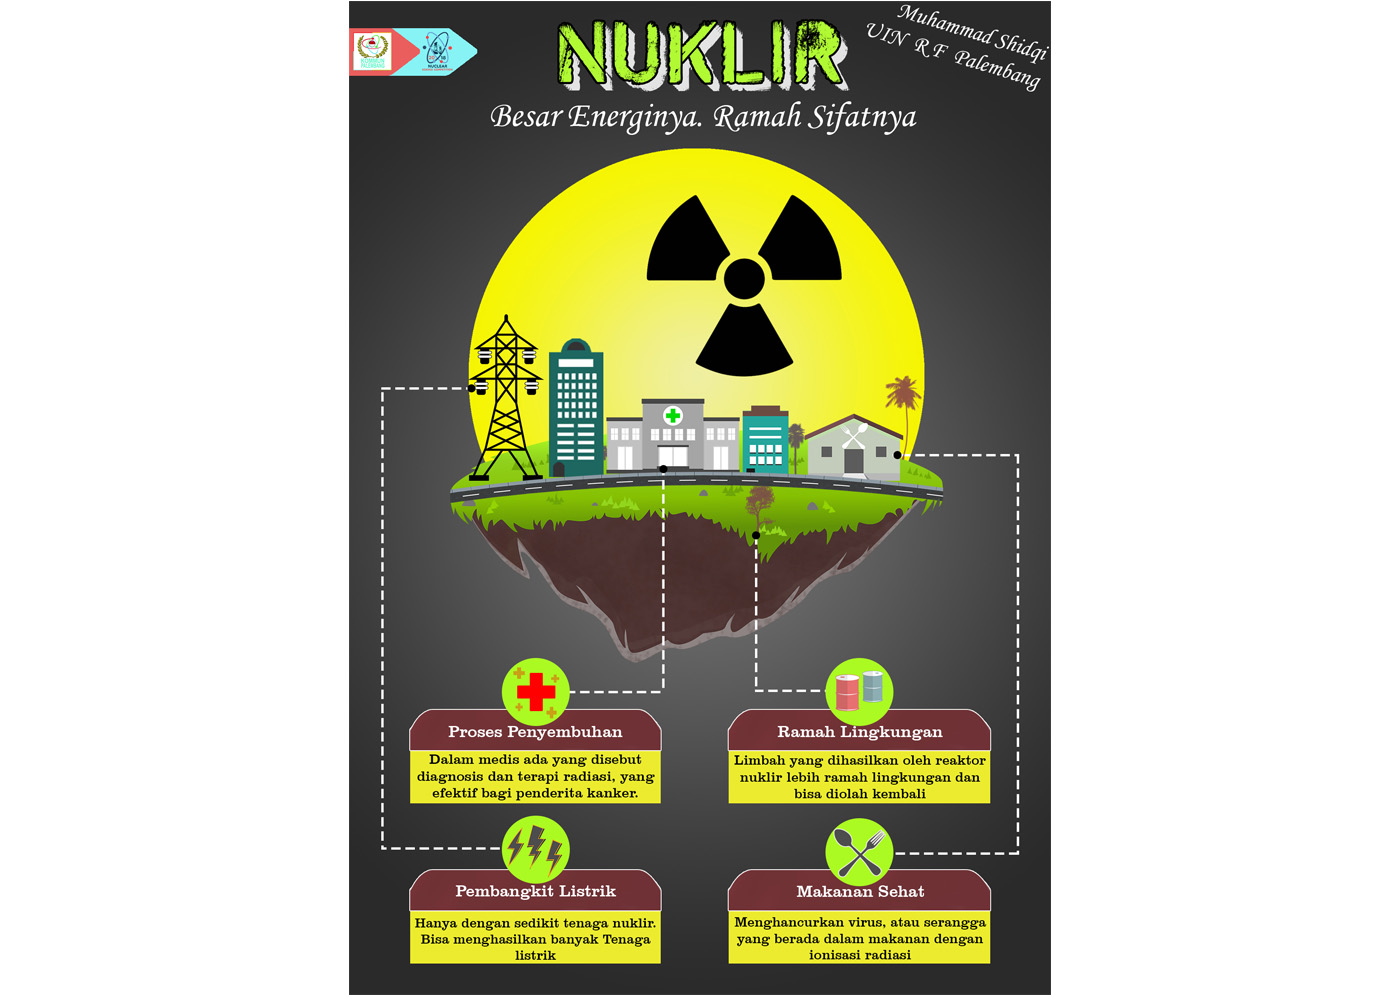 NUKLIR
Muhammad Shidqi
UIN R F Palembang
NUCLEAR
Besar Energinya. Ramah Sifatnya
Proses Penyembuhan
Dalam medis ada yang disebut
diagnosis dan terapi radiasi, yang
efektif bagi penderita kanker.
Ramah Lingkungan
Limbah yang dihasilkan oleh reaktor
nuklir lebih ramah lingkungan dan
bisa diolah kembali
Pembangkit Listrik
Hanya dengan sedikit tenaga nuklir.
Bisa menghasilkan banyak Tenaga
listrik
Makanan Sehat
Menghancurkan virus, atau serangga
yang berada dalam makanan dengan
ionisasi radiasi